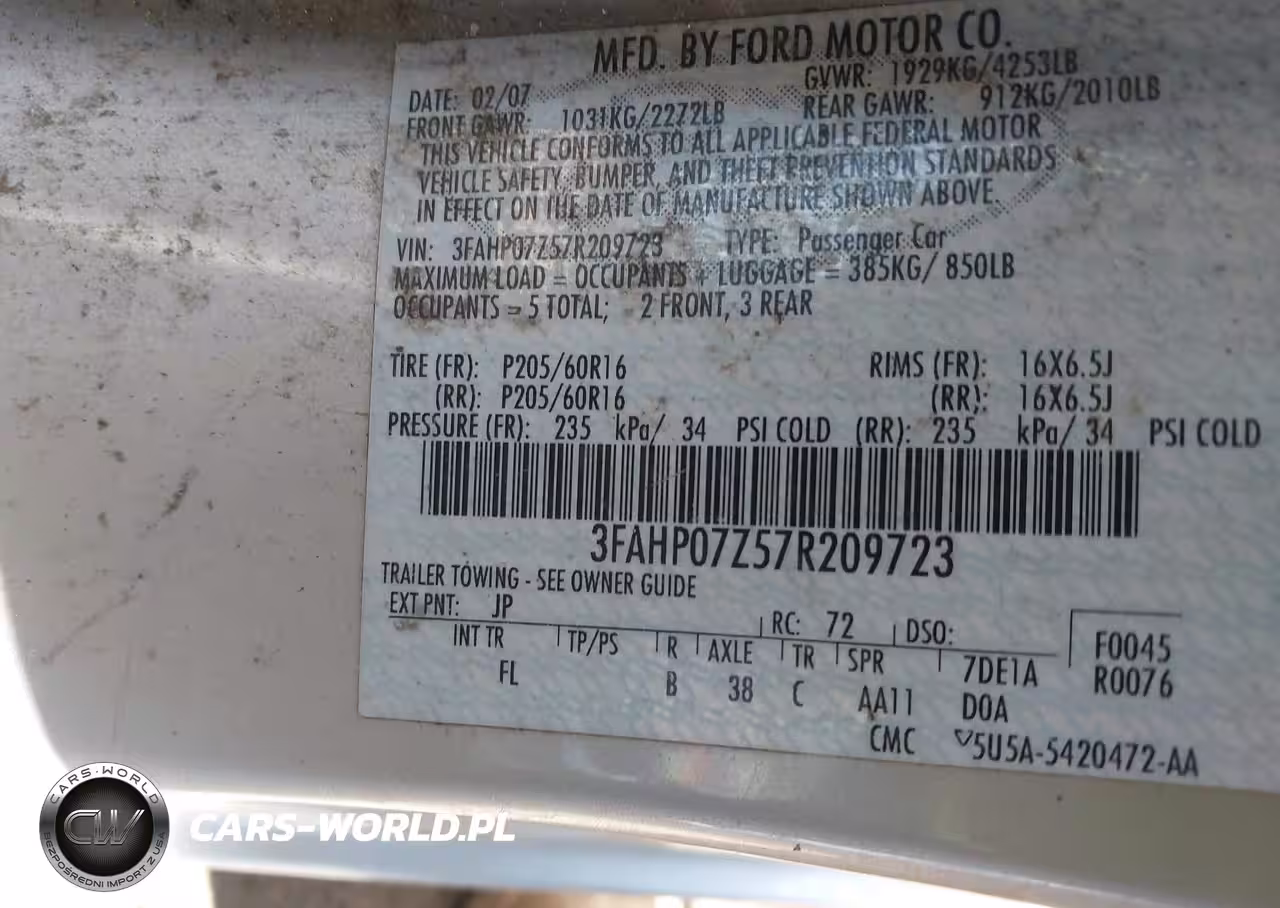 MFD. BY FORD MOTOR CO.
DATE: 02/07 GVWR: 1929KG/4253LB
FRONT GAWR: 1031KG/2272LB REAR GAWR: 912KG/2010LB
THIS VEHICLE CONFORMS TO ALL APPLICABLE FEDERAL MOTOR
VEHICLE SAFETY, BUMPER, AND THEFT PREVENTION STANDARDS
IN EFFECT ON THE DATE OF MANUFACTURE SHOWN ABOVE.
VIN: 3FAHP07Z57R209723 TYPE: Passenger Car
MAXIMUM LOAD = OCCUPANTS + LUGGAGE = 385KG/ 850LB
OCCUPANTS = 5 TOTAL; 2 FRONT, 3 REAR
TIRE (FR): P205/60R16 RIMS (FR): 16X6.5J
(RR): P205/60R16 (RR): 16X6.5J
PRESSURE (FR): 235 kPa/ 34 PSI COLD (RR): 235 kPa/ 34 PSI COLD
3FAHP07Z57R209723
TRAILER TOWING - SEE OWNER GUIDE
EXT PNT: JP RC: 72 DSO: F0045
INT TR TP/PS R AXLE TR SPR 7DE1A R0076
FL B 38 C AA11 D0A
CMC 5U5A-5420472-AA
CARS-WORLD
CW
BEZPOŚREDNI IMPORT Z USA
CARS-WORLD.PL